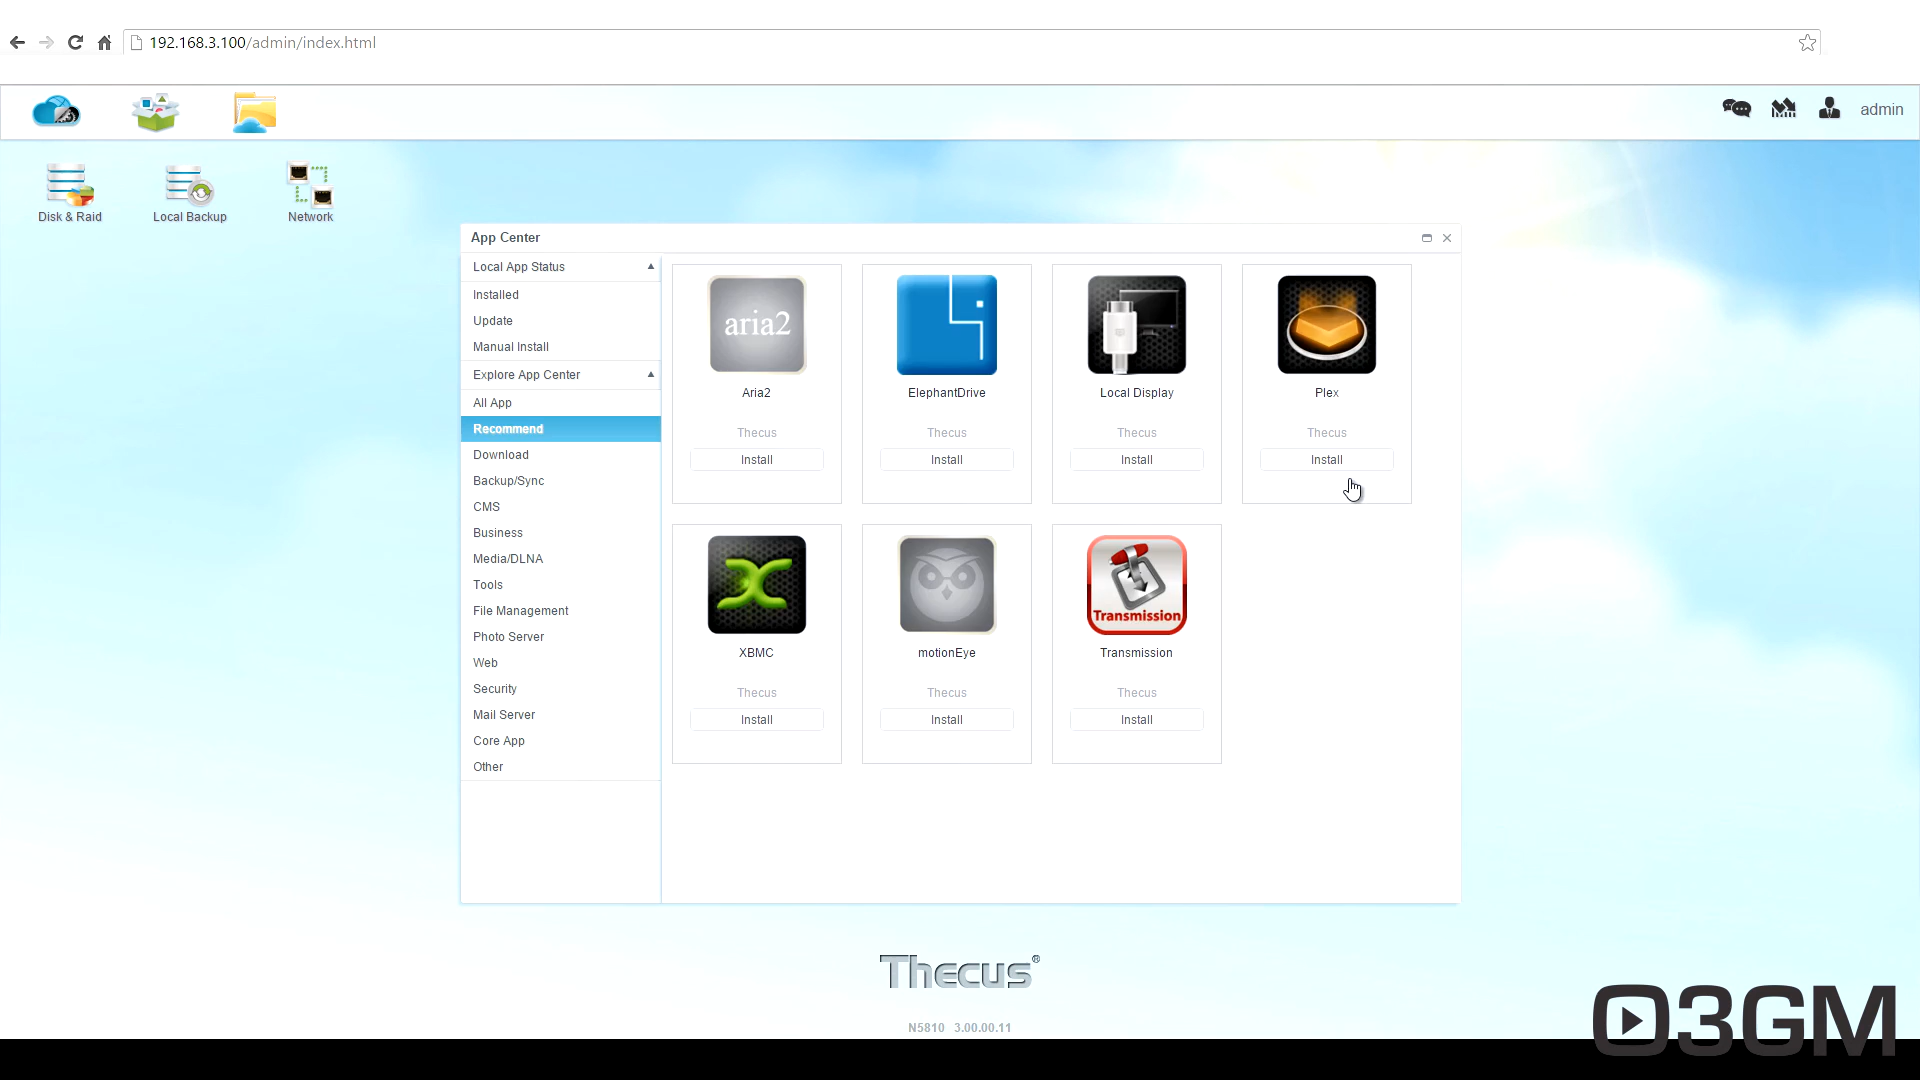 192.168.3.100/admin/index.html
admin
Disk & Raid
Local Backup
Network
App Center
Local App Status
Installed
Update
Manual Install
Explore App Center
All App
Recommend
Download
Backup/Sync
CMS
Business
Media/DLNA
Tools
File Management
Photo Server
Web
Security
Mail Server
Core App
Other
aria2
Aria2
Thecus
Install
ElephantDrive
Thecus
Install
Local Display
Thecus
Install
Plex
Thecus
Install
XBMC
Thecus
Install
motionEye
Thecus
Install
Transmission
Transmission
Thecus
Install
Thecus®
N5810 3.00.00.11
O3GM